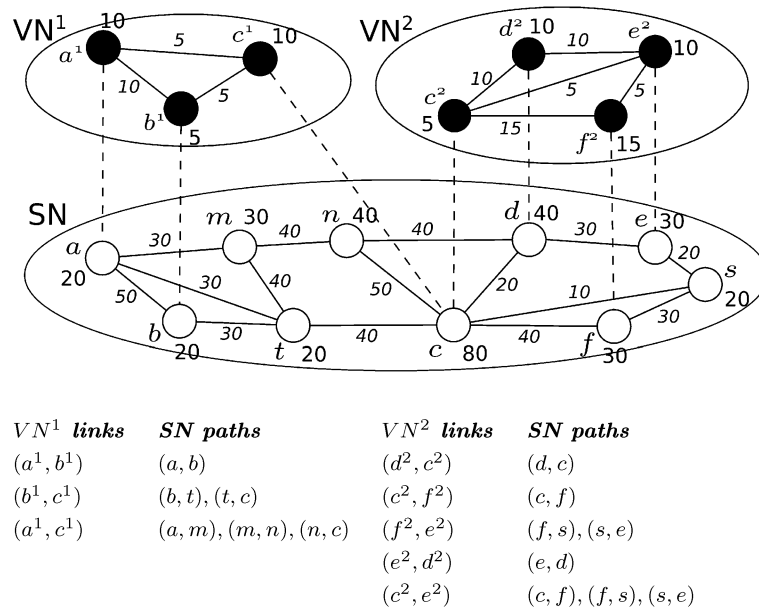 VN¹ VN²
10 5 c¹ 10 d² 10 10 e² 10
a¹ 10 5 10 5 5
b¹ 5 c² 5 15 f² 15
SN
m 30 n 40 d 40 e 30
a 20 30 40 40 30 20 s 20
50 30 40 50 20 10 30
b 20 30 t 20 40 c 80 40 f 30
VN¹ links SN paths VN² links SN paths
(a¹, b¹) (a, b) (d², c²) (d, c)
(b¹, c¹) (b, t), (t, c) (c², f²) (c, f)
(a¹, c¹) (a, m), (m, n), (n, c) (f², e²) (f, s), (s, e)
(e², d²) (e, d)
(c², e²) (c, f), (f, s), (s, e)